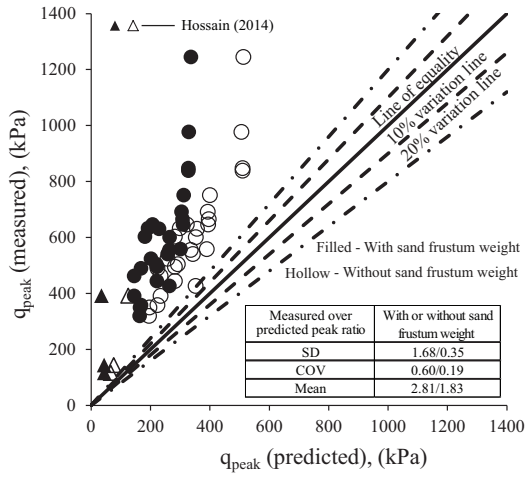 1400
1200
1000
800
600
400
200
0
q_peak (measured), (kPa)
Hossain (2014)
Line of equality
10% variation line
20% variation line
Filled - With sand frustum weight
Hollow - Without sand frustum weight
Measured over predicted peak ratio
With or without sand frustum weight
SD 1.68/0.35
COV 0.60/0.19
Mean 2.81/1.83
0 200 400 600 800 1000 1200 1400
q_peak (predicted), (kPa)